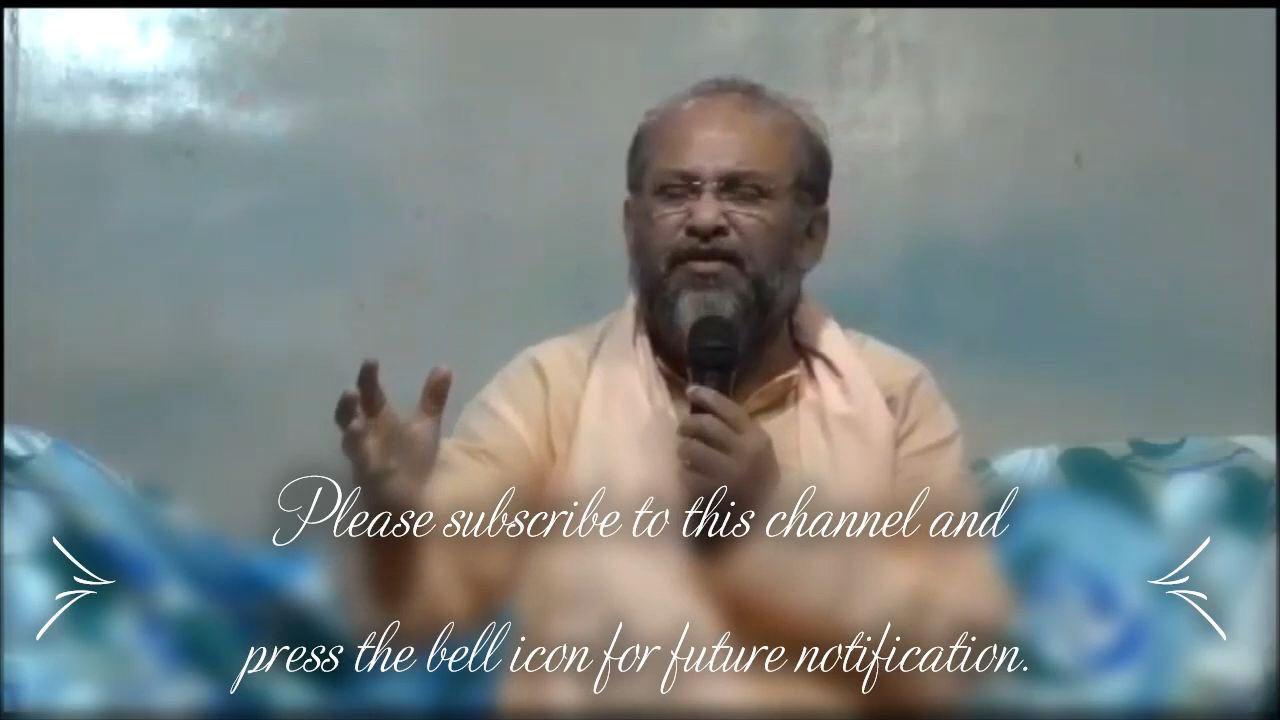 Please subscribe to this channel and
press the bell icon for future notification.